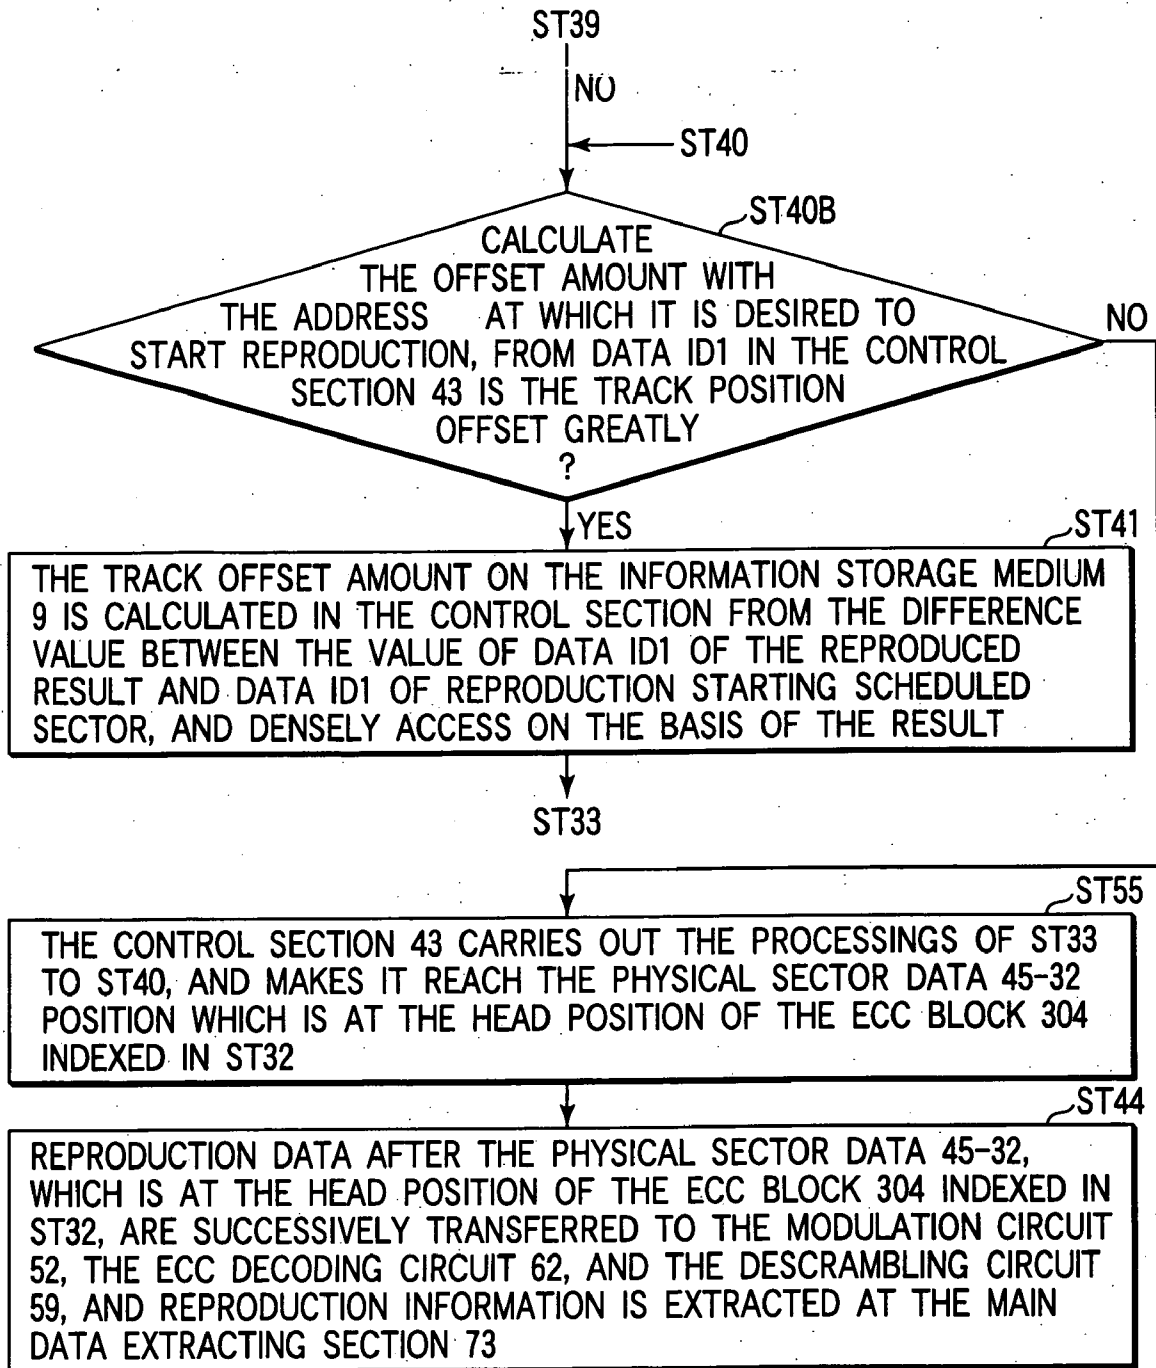 ST39
NO
ST40
ST40B
CALCULATE
THE OFFSET AMOUNT WITH
THE ADDRESS AT WHICH IT IS DESIRED TO
START REPRODUCTION, FROM DATA ID1 IN THE CONTROL
SECTION 43 IS THE TRACK POSITION
OFFSET GREATLY
?
NO
YES
ST41
THE TRACK OFFSET AMOUNT ON THE INFORMATION STORAGE MEDIUM
9 IS CALCULATED IN THE CONTROL SECTION FROM THE DIFFERENCE
VALUE BETWEEN THE VALUE OF DATA ID1 OF THE REPRODUCED
RESULT AND DATA ID1 OF REPRODUCTION STARTING SCHEDULED
SECTOR, AND DENSELY ACCESS ON THE BASIS OF THE RESULT
ST33
ST55
THE CONTROL SECTION 43 CARRIES OUT THE PROCESSINGS OF ST33
TO ST40, AND MAKES IT REACH THE PHYSICAL SECTOR DATA 45-32
POSITION WHICH IS AT THE HEAD POSITION OF THE ECC BLOCK 304
INDEXED IN ST32
ST44
REPRODUCTION DATA AFTER THE PHYSICAL SECTOR DATA 45-32,
WHICH IS AT THE HEAD POSITION OF THE ECC BLOCK 304 INDEXED IN
ST32, ARE SUCCESSIVELY TRANSFERRED TO THE MODULATION CIRCUIT
52, THE ECC DECODING CIRCUIT 62, AND THE DESCRAMBLING CIRCUIT
59, AND REPRODUCTION INFORMATION IS EXTRACTED AT THE MAIN
DATA EXTRACTING SECTION 73